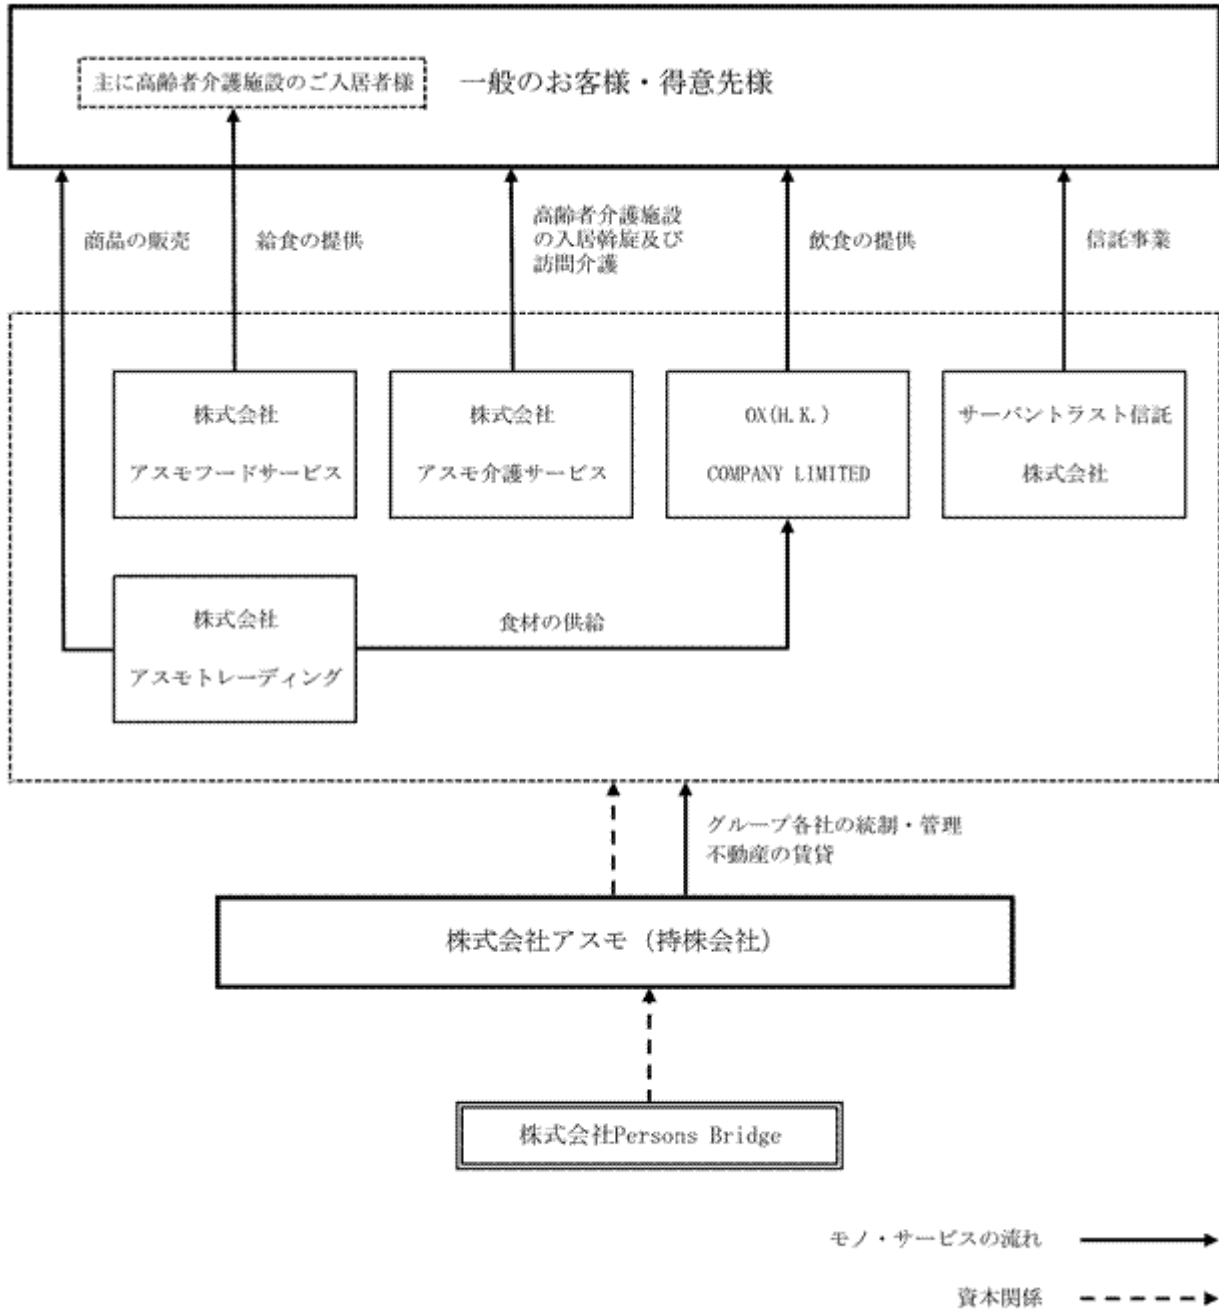 主に高齢者介護施設のご入居者様
一般のお客様・得意先様
商品の販売
給食の提供
高齢者介護施設
の入居斡旋及び
訪問介護
飲食の提供
信託事業
株式会社
アスモフードサービス
株式会社
アスモ介護サービス
OX(H.K.)
COMPANY LIMITED
サーバントラスト信託
株式会社
株式会社
アスモトレーディング
食材の供給
グループ各社の統制・管理
不動産の賃貸
株式会社アスモ（持株会社）
株式会社Persons Bridge
モノ・サービスの流れ
資本関係